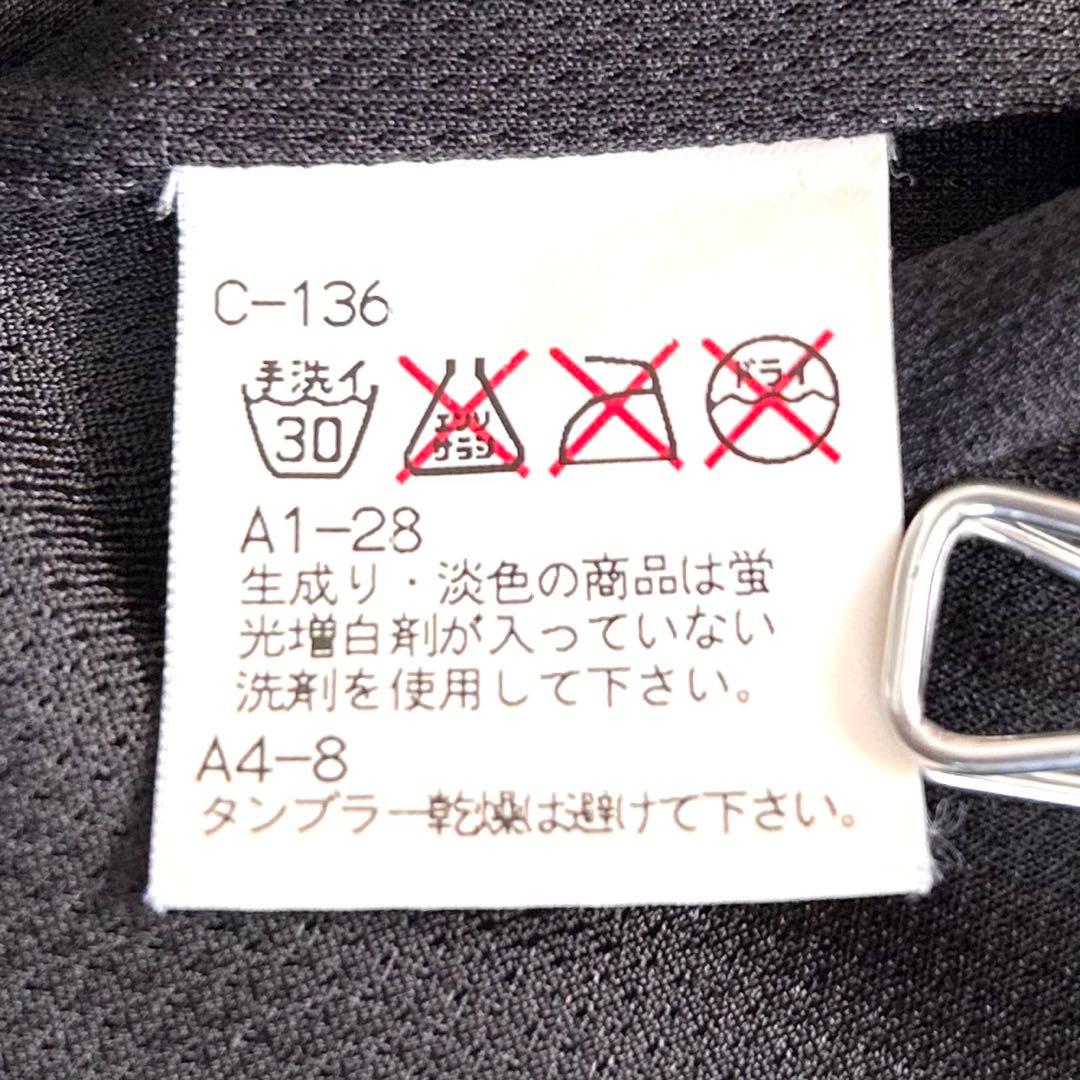 C-136
手洗イ
30
エンソ
サラシ
ドライ
A1-28
生成り・淡色の商品は蛍
光増白剤が入っていない
洗剤を使用して下さい。
A4-8
タンブラー乾燥は避けて下さい。